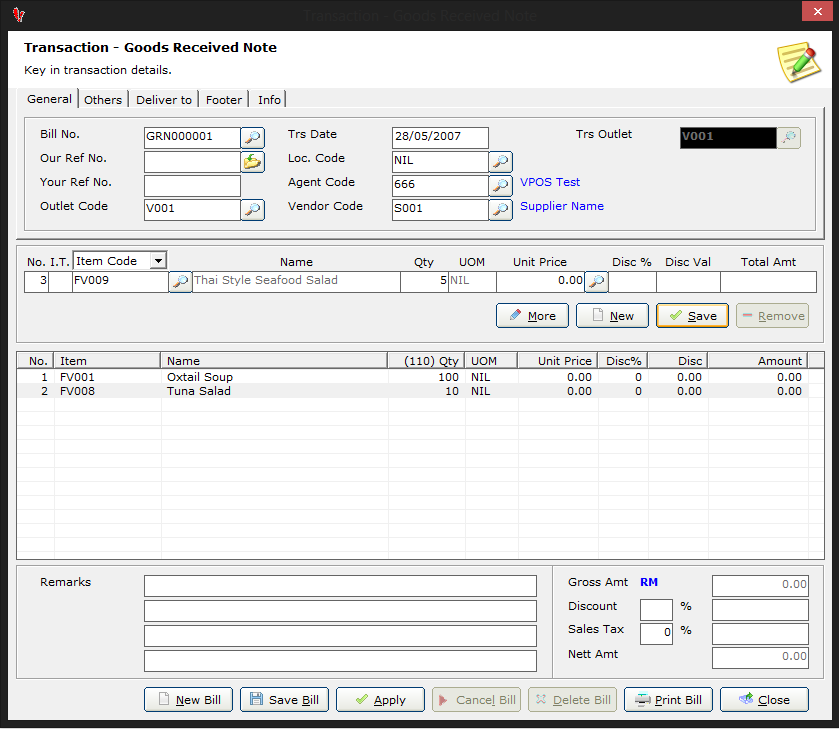 Transaction - Goods Received Note
Transaction - Goods Received Note
Key in transaction details.
General Others Deliver to Footer Info
Bill No. GRN000001 Trs Date 28/05/2007 Trs Outlet V001
Our Ref No. Loc. Code NIL
Your Ref No. Agent Code 666 VPOS Test
Outlet Code V001 Vendor Code S001 Supplier Name
No. I.T. Item Code Name Qty UOM Unit Price Disc % Disc Val Total Amt
3 FV009 Thai Style Seafood Salad 5 NIL 0.00
More New Save Remove
No. Item Name (110) Qty UOM Unit Price Disc% Disc Amount
1 FV001 Oxtail Soup 100 NIL 0.00 0 0.00 0.00
2 FV008 Tuna Salad 10 NIL 0.00 0 0.00 0.00
Remarks Gross Amt RM 0.00
Discount %
Sales Tax 0 %
Nett Amt 0.00
New Bill Save Bill Apply Cancel Bill Delete Bill Print Bill Close